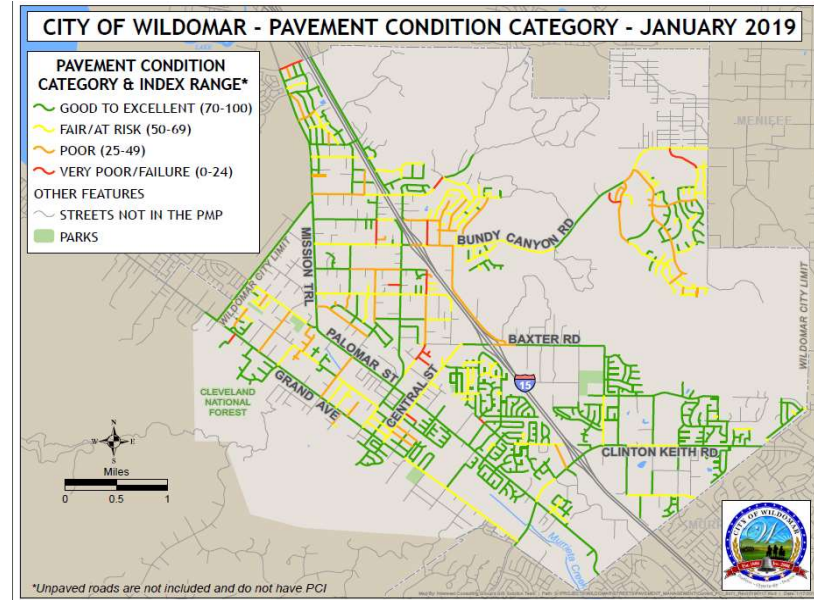 CITY OF WILDOMAR - PAVEMENT CONDITION CATEGORY - JANUARY 2019
PAVEMENT CONDITION
CATEGORY & INDEX RANGE*
GOOD TO EXCELLENT (70-100)
FAIR/AT RISK (50-69)
POOR (25-49)
VERY POOR/FAILURE (0-24)
OTHER FEATURES
STREETS NOT IN THE PMP
PARKS
LAKE
MENIFEE
BUNDY CANYON RD
MISSION TRL
WILDOMAR CITY LIMIT
WILDOMAR CITY LIMIT
BAXTER RD
PALOMAR ST
CENTRAL ST
15
GRAND AVE
CLEVELAND
NATIONAL
FOREST
CLINTON KEITH RD
N
W E
S
Miles
0 0.5 1
Murrieta Creek
CITY OF WILDOMAR
*Unpaved roads are not included and do not have PCI